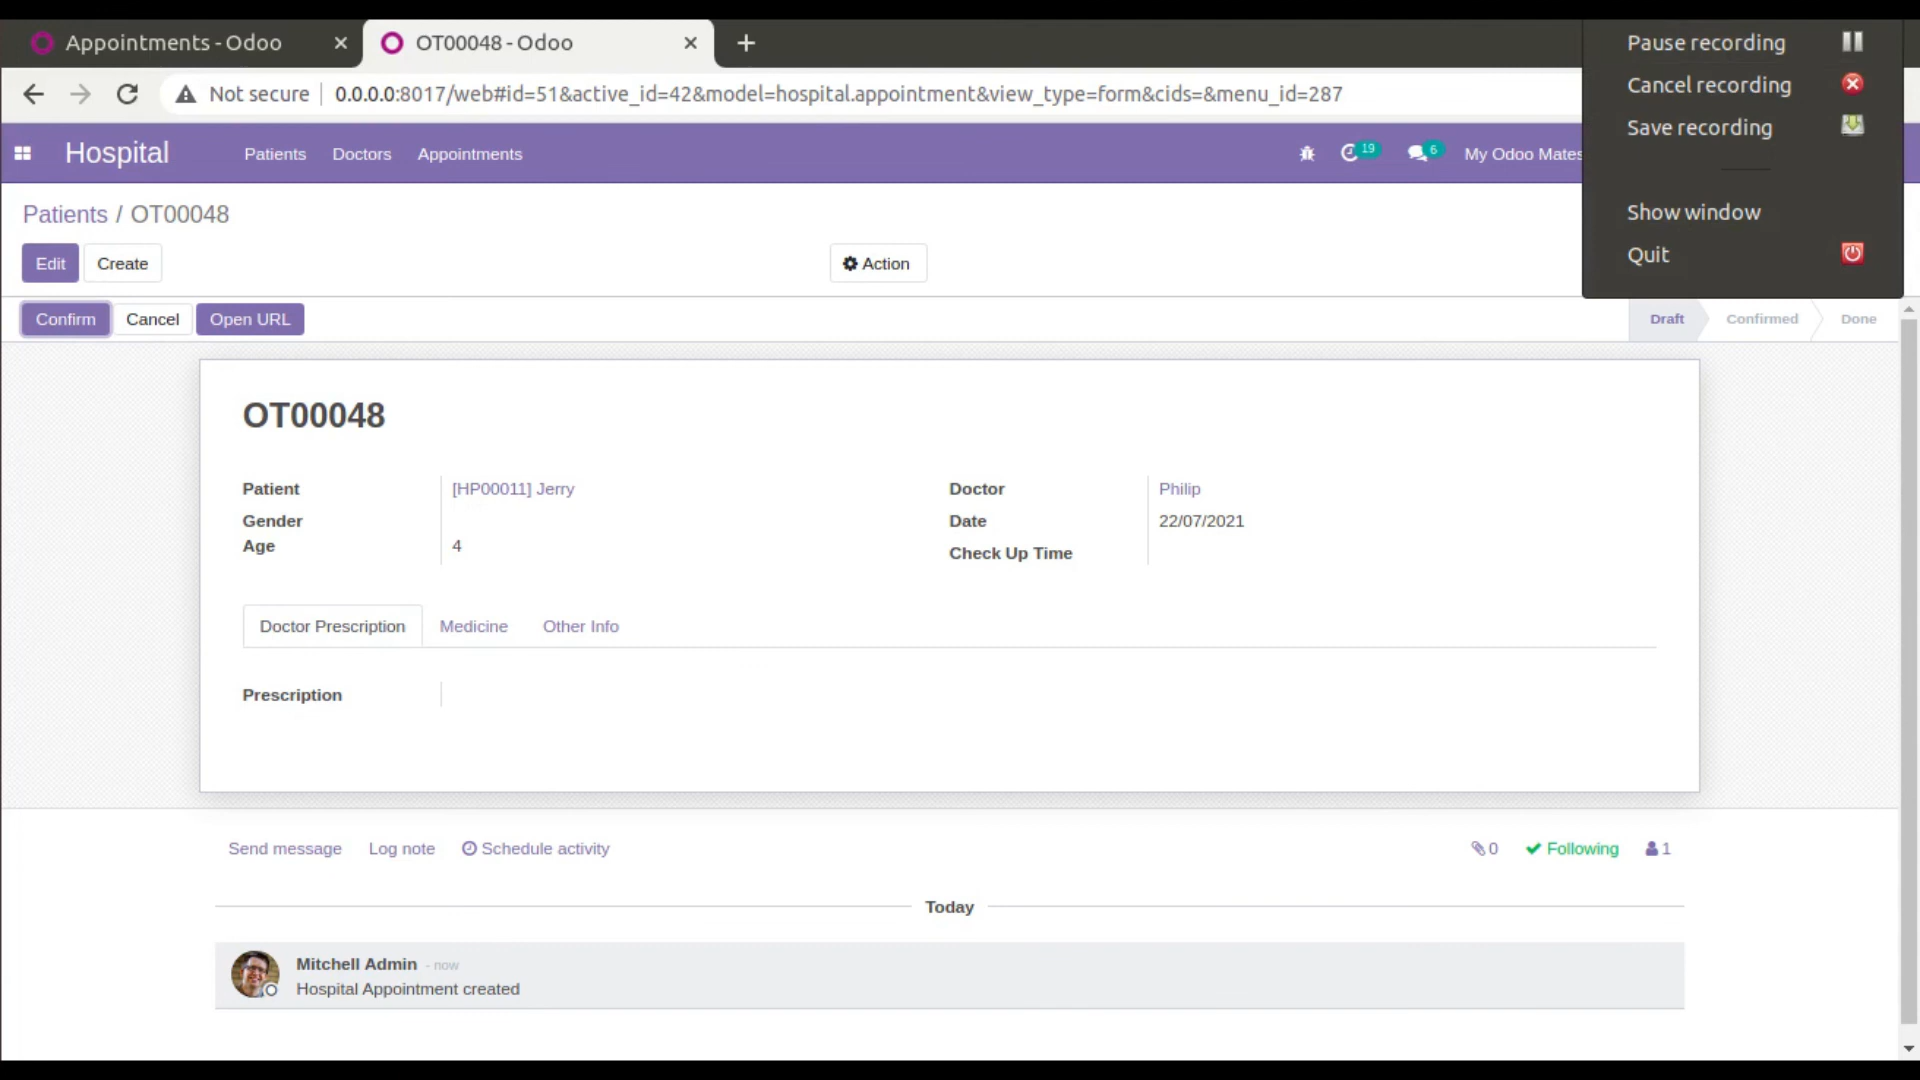 Appointments - Odoo
OT00048 - Odoo
Not secure
0.0.0.0:8017/web#id=51&active_id=42&model=hospital.appointment&view_type=form&cids=&menu_id=287
Pause recording
Cancel recording
Save recording
Show window
Quit
Hospital
Patients
Doctors
Appointments
19
6
My Odoo Mates
Patients / OT00048
Edit
Create
Action
Confirm
Cancel
Open URL
Draft
Confirmed
Done
OT00048
Patient
[HP00011] Jerry
Gender
Age
4
Doctor
Philip
Date
22/07/2021
Check Up Time
Doctor Prescription
Medicine
Other Info
Prescription
Send message
Log note
Schedule activity
0
Following
1
Today
Mitchell Admin - now
Hospital Appointment created